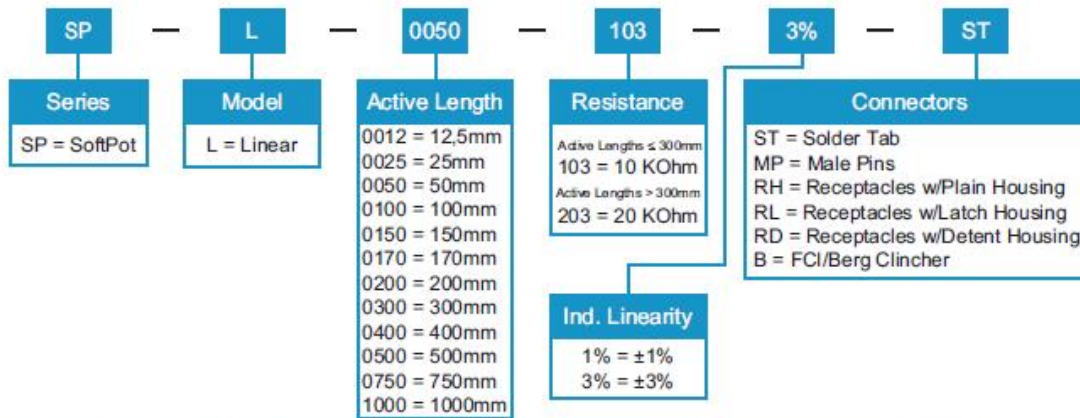 SP — L — 0050 — 103 — 3% — ST
Series
SP = SoftPot
Model
L = Linear
Active Length
0012 = 12,5mm
0025 = 25mm
0050 = 50mm
0100 = 100mm
0150 = 150mm
0170 = 170mm
0200 = 200mm
0300 = 300mm
0400 = 400mm
0500 = 500mm
0750 = 750mm
1000 = 1000mm
Resistance
Active Lengths ≤ 300mm
103 = 10 KOhm
Active Lengths > 300mm
203 = 20 KOhm
Ind. Linearity
1% = ±1%
3% = ±3%
Connectors
ST = Solder Tab
MP = Male Pins
RH = Receptacles w/Plain Housing
RL = Receptacles w/Latch Housing
RD = Receptacles w/Detent Housing
B = FCI/Berg Clincher